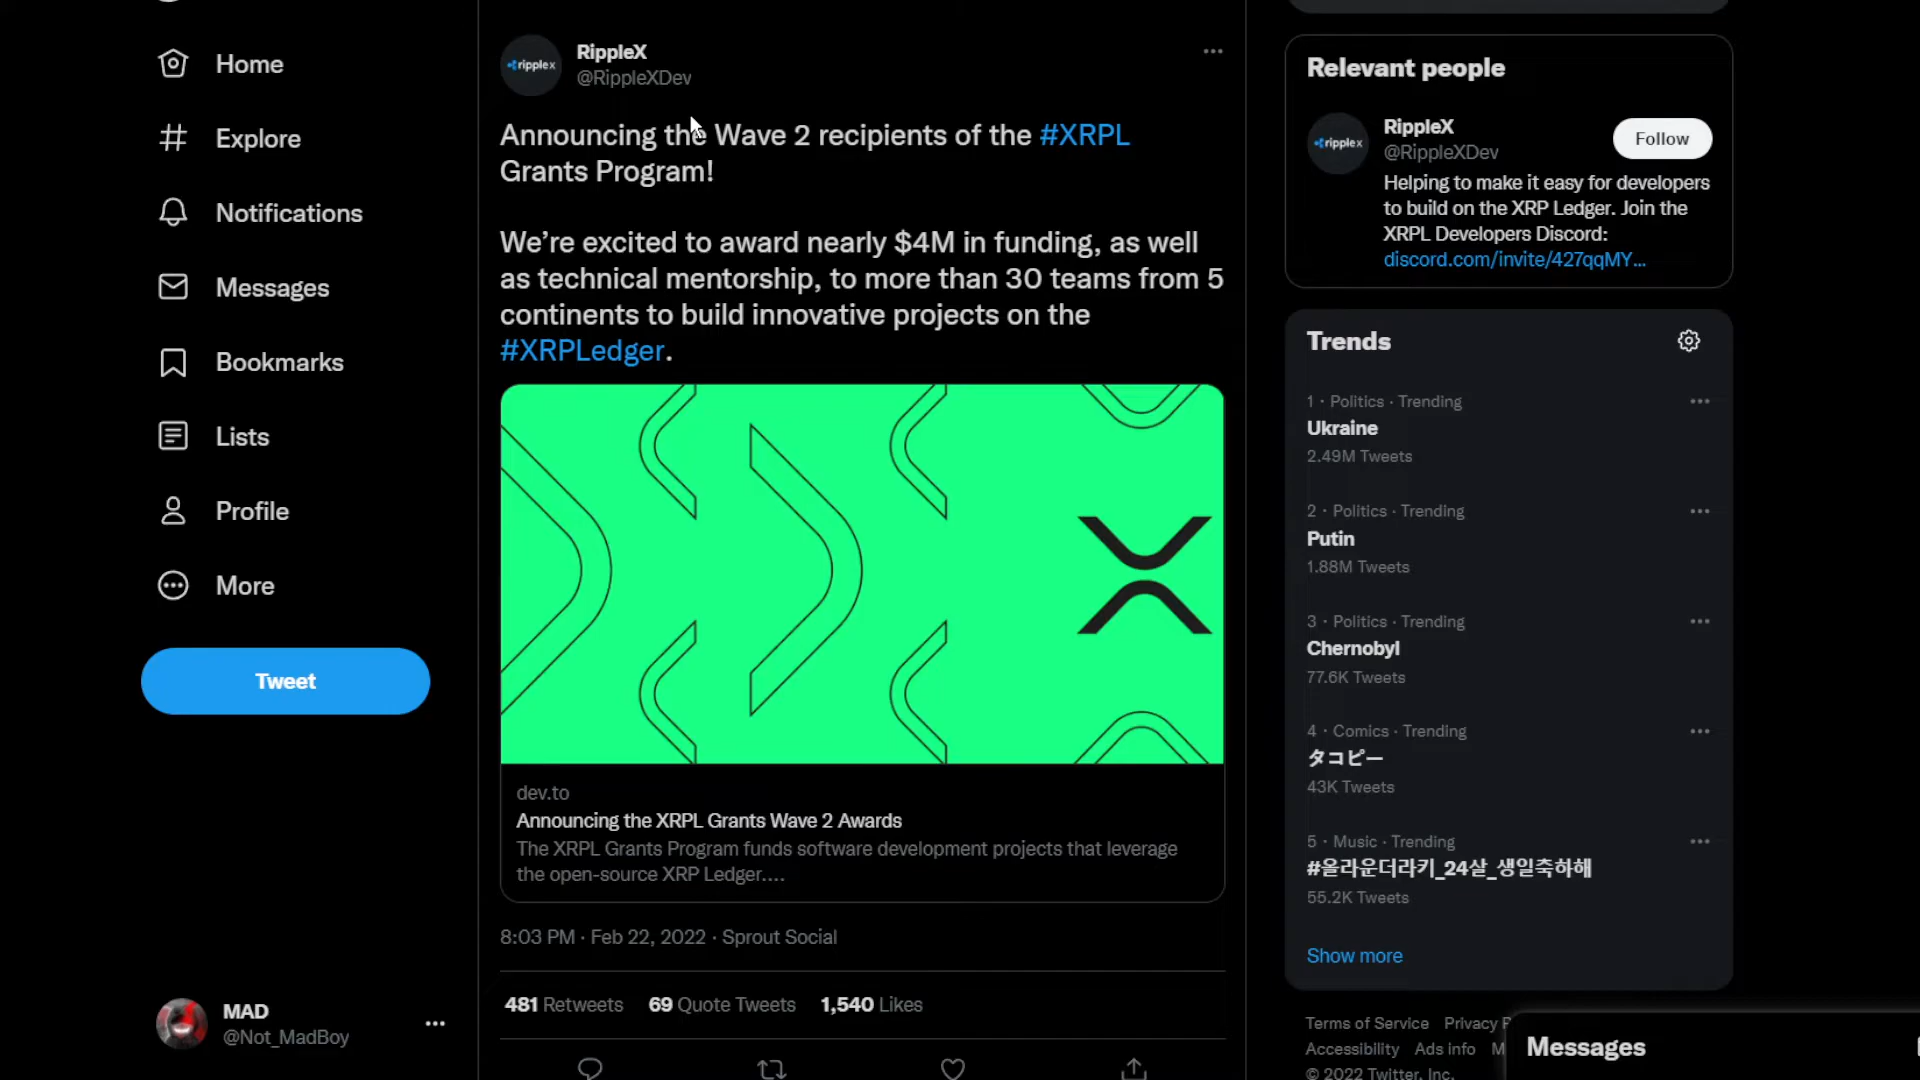 Home
Explore
Notifications
Messages
Bookmarks
Lists
Profile
More
Tweet
MAD
@Not_MadBoy
ripplex
RippleX
@RippleXDev
Announcing the Wave 2 recipients of the #XRPL
Grants Program!
We're excited to award nearly $4M in funding, as well
as technical mentorship, to more than 30 teams from 5
continents to build innovative projects on the
#XRPLedger.
dev.to
Announcing the XRPL Grants Wave 2 Awards
The XRPL Grants Program funds software development projects that leverage
the open-source XRP Ledger....
8:03 PM · Feb 22, 2022 · Sprout Social
481 Retweets 69 Quote Tweets 1,540 Likes
Relevant people
ripplex
RippleX
@RippleXDev
Follow
Helping to make it easy for developers
to build on the XRP Ledger. Join the
XRPL Developers Discord:
discord.com/invite/427qqMY...
Trends
1 · Politics · Trending
Ukraine
2.49M Tweets
2 · Politics · Trending
Putin
1.88M Tweets
3 · Politics · Trending
Chernobyl
77.6K Tweets
4 · Comics · Trending
タコピー
43K Tweets
5 · Music · Trending
#올라운더라키_24살_생일축하해
55.2K Tweets
Show more
Terms of Service Privacy
Accessibility Ads info
© 2022 Twitter, Inc.
Messages